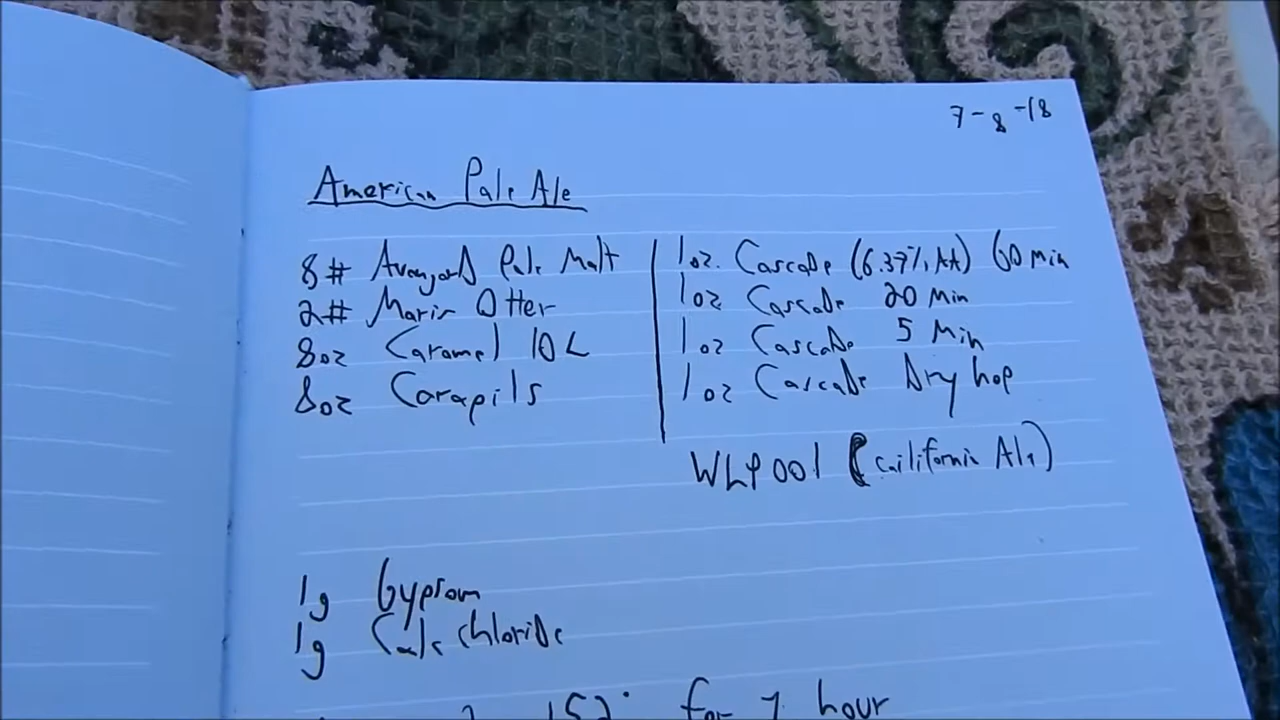 7-8-18
American Pale Ale
8# Avangard Pale Malt
2# Maris Otter
8oz Caramel 10L
8oz Carapils
1oz. Cascade (6.37% AA) 60 Min
1oz Cascade 20 Min
1oz Cascade 5 Min
1oz Cascade Dry hop
WLP001 (California Ale)
1g Gypsum
1g Calc chloride
152° for 1 hour